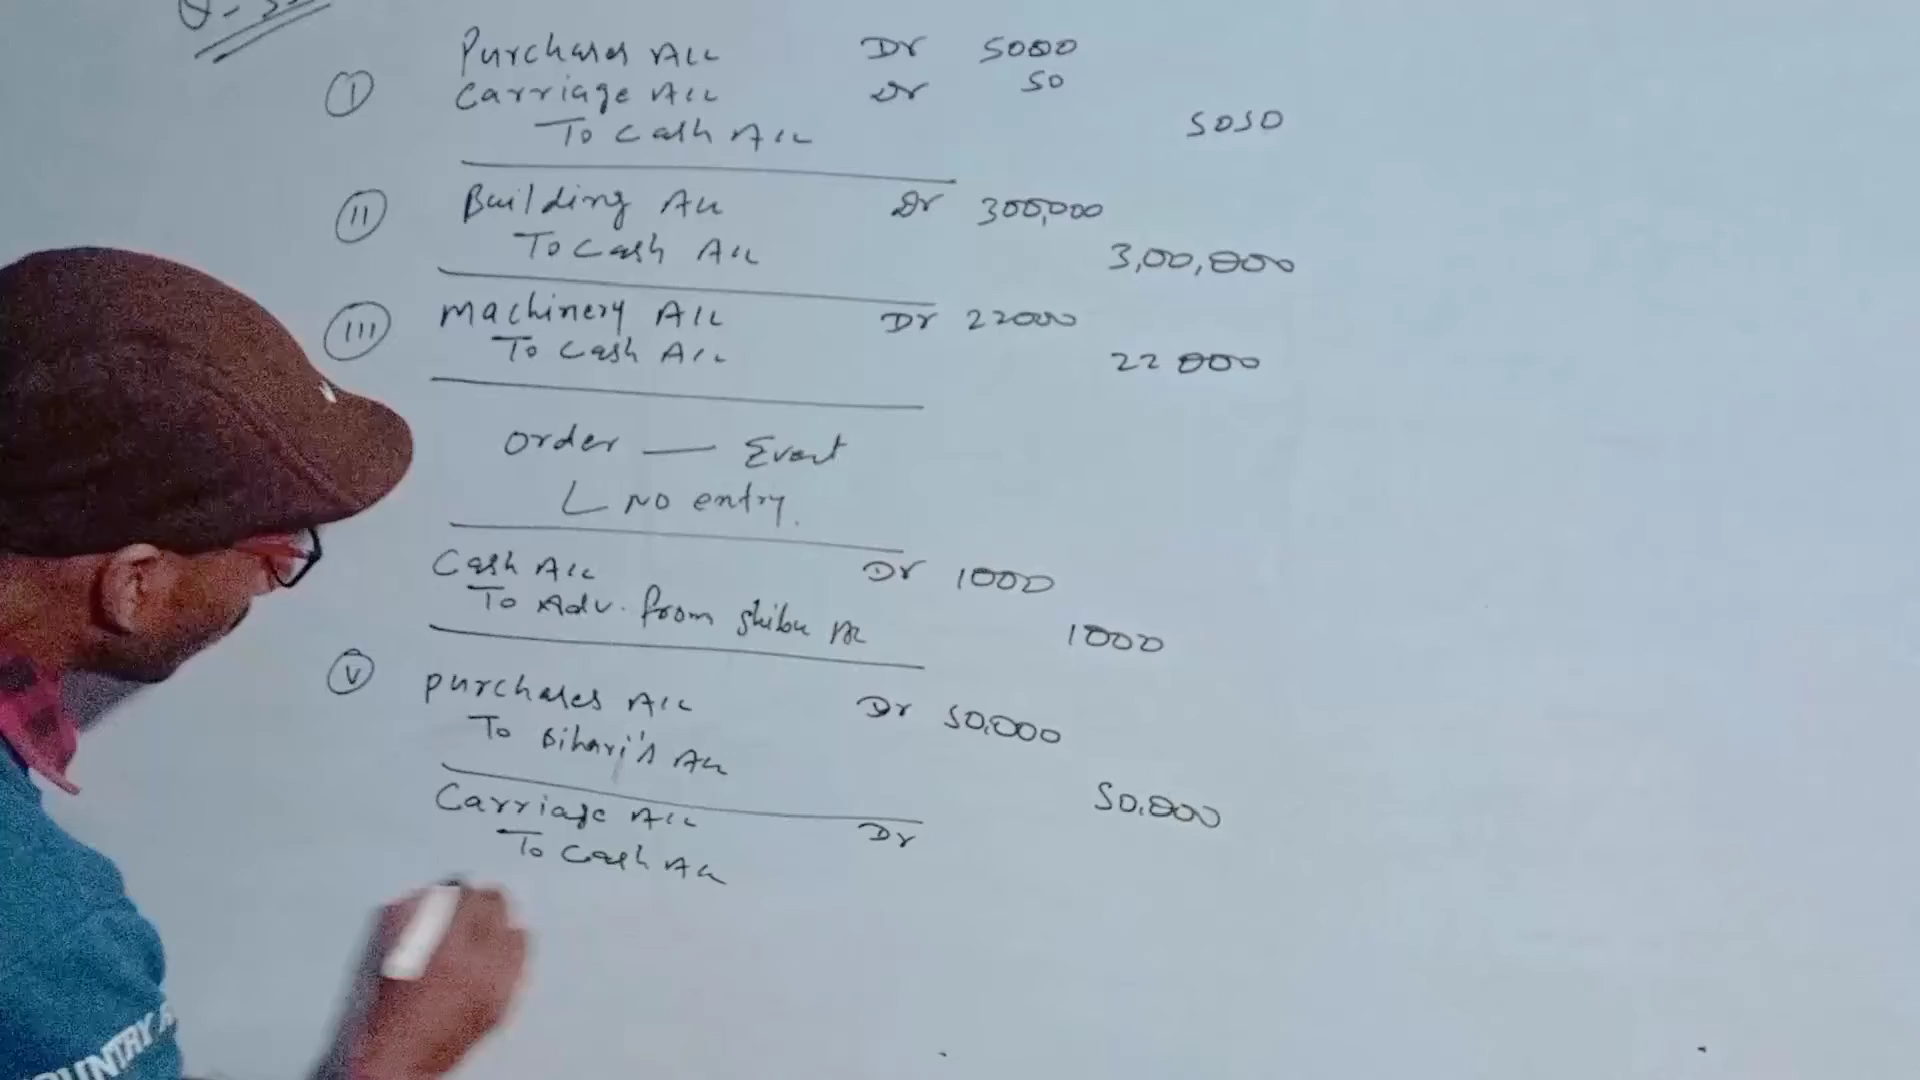 Q-
I
Purchases A/c Dr 5000
Carriage A/c Dr 50
To Cash A/c 5050
II
Building A/c Dr 300,000
To Cash A/c 3,00,000
III
Machinery A/c Dr 22000
To Cash A/c 22000
Order — Event
No entry.
Cash A/c Dr 1000
To Adv. from Shibu A/c 1000
V
Purchases A/c Dr 50,000
To Bihari's A/c 50,000
Carriage A/c Dr
To Cash A/c